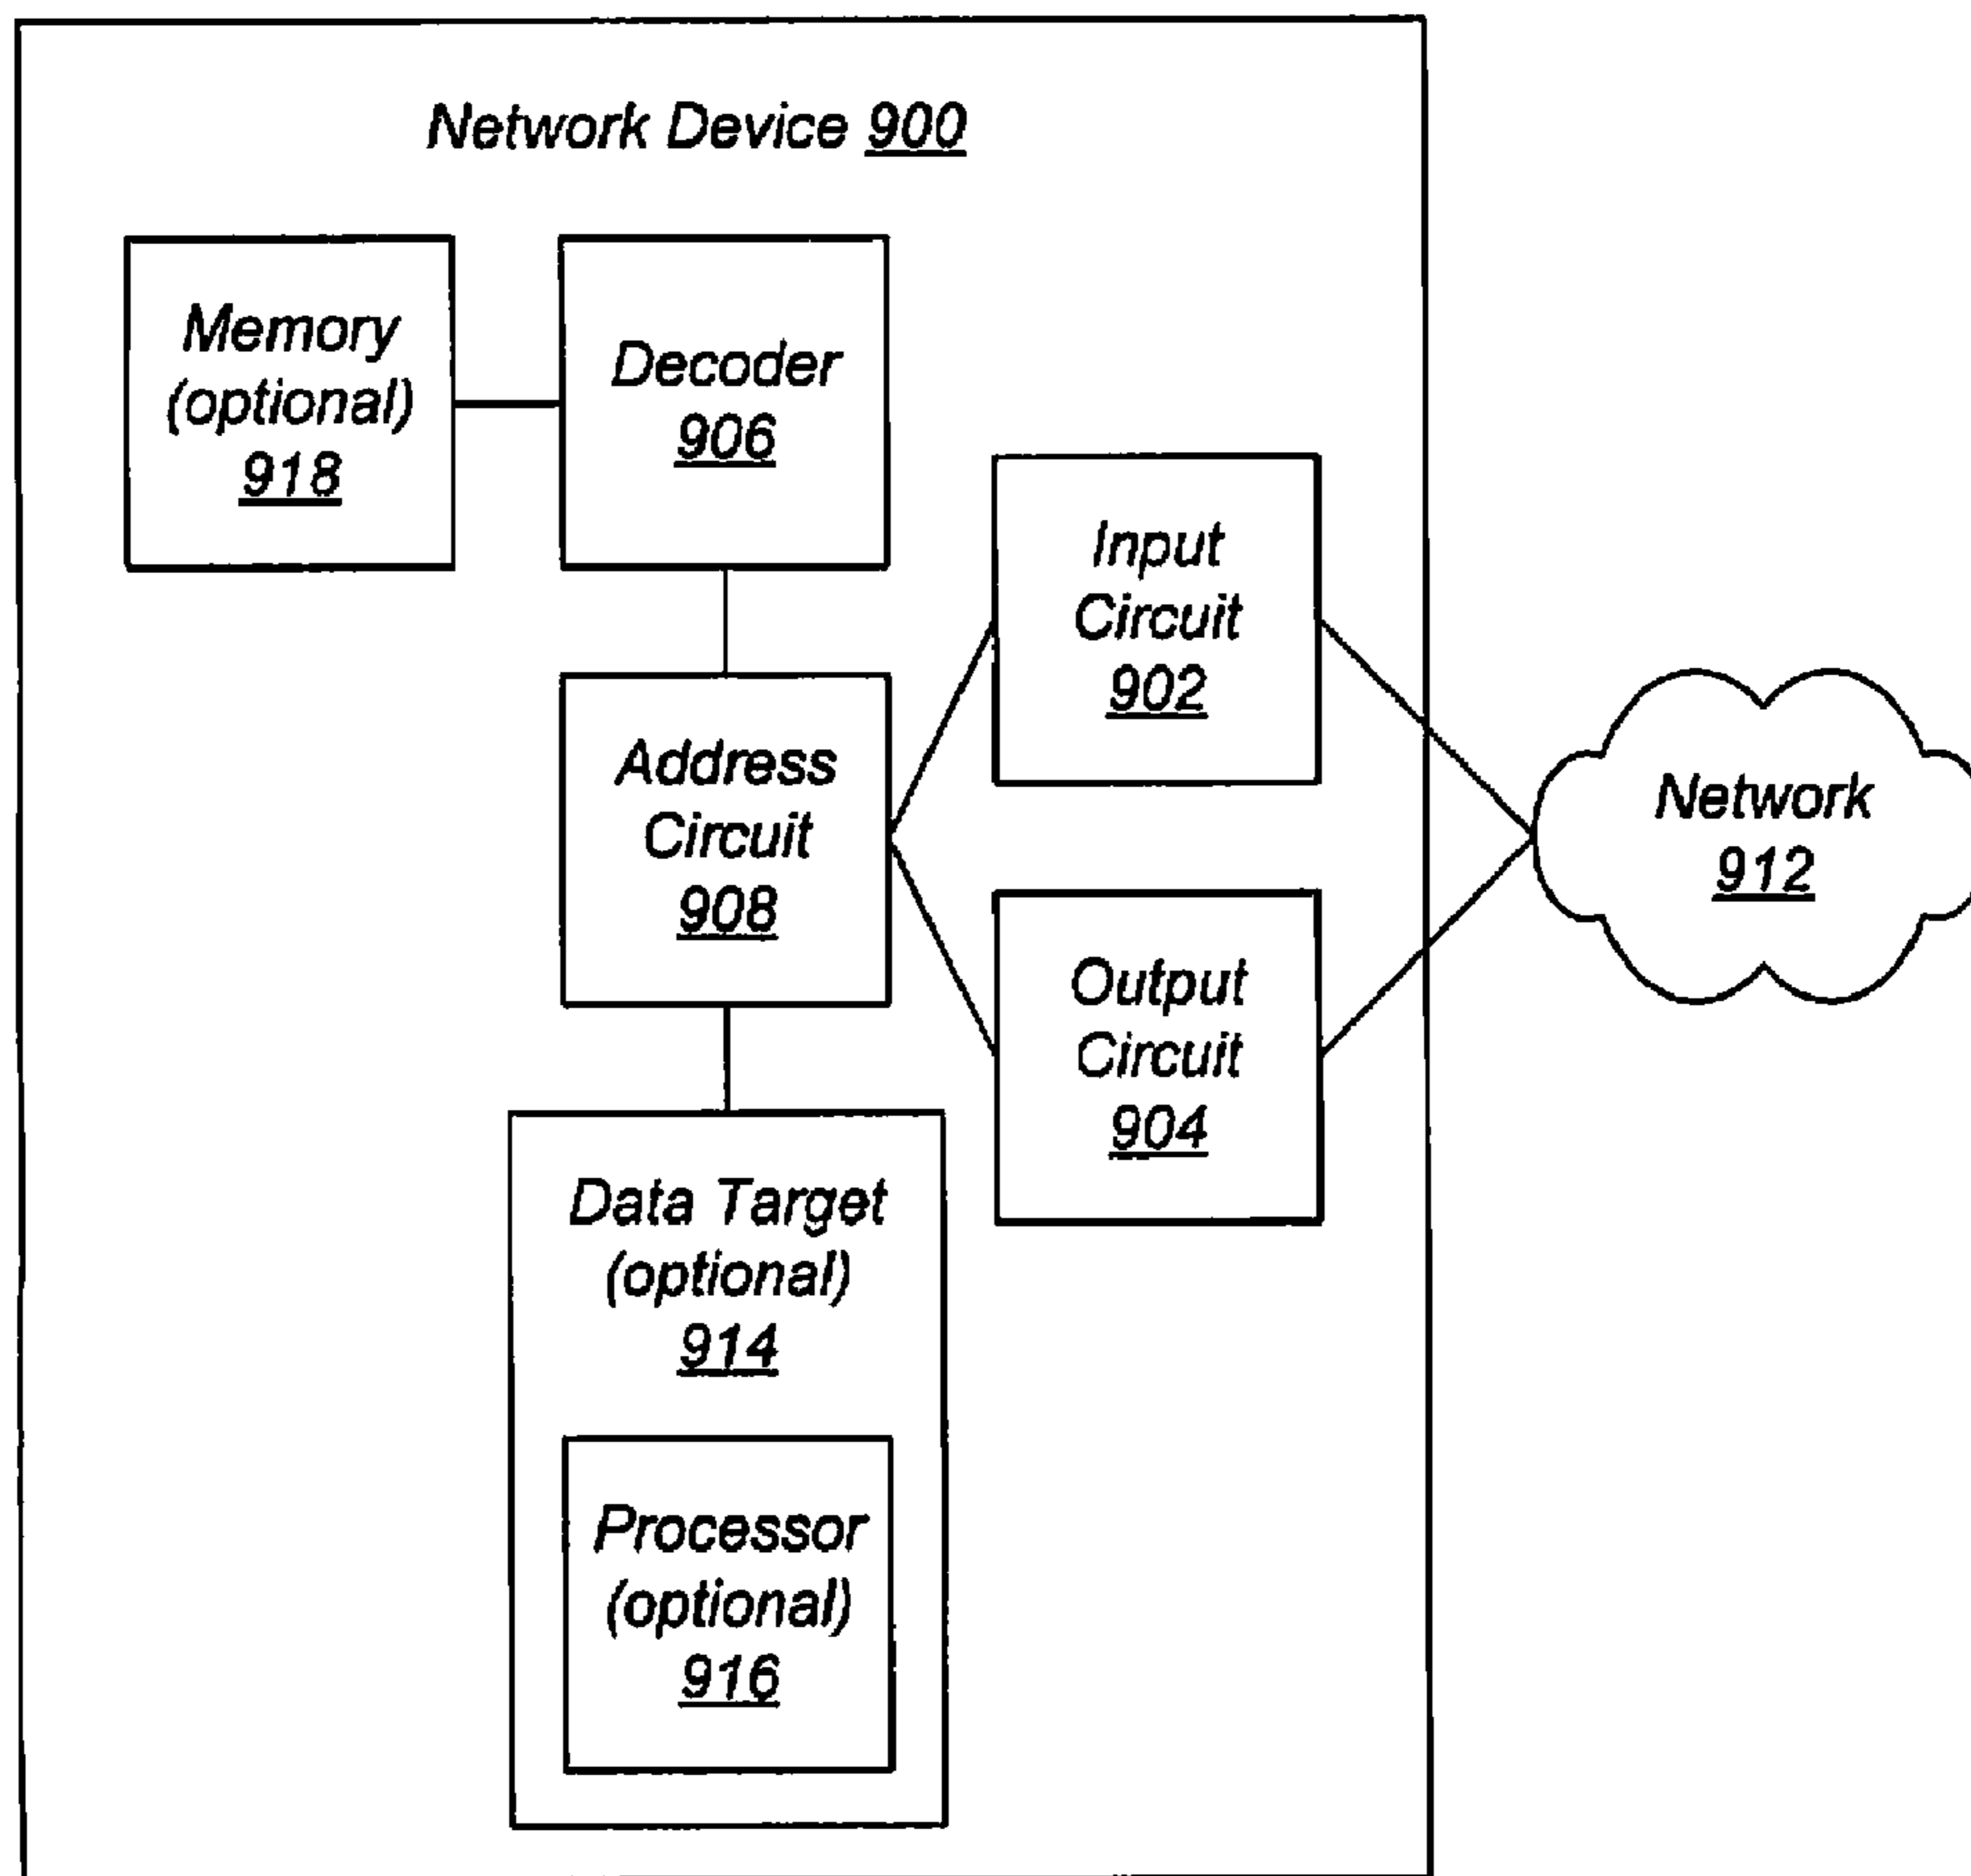 Network Device 900
Memory
(optional)
918
Decoder
906
Input
Circuit
902
Address
Circuit
908
Network
912
Output
Circuit
904
Data Target
(optional)
914
Processor
(optional)
916